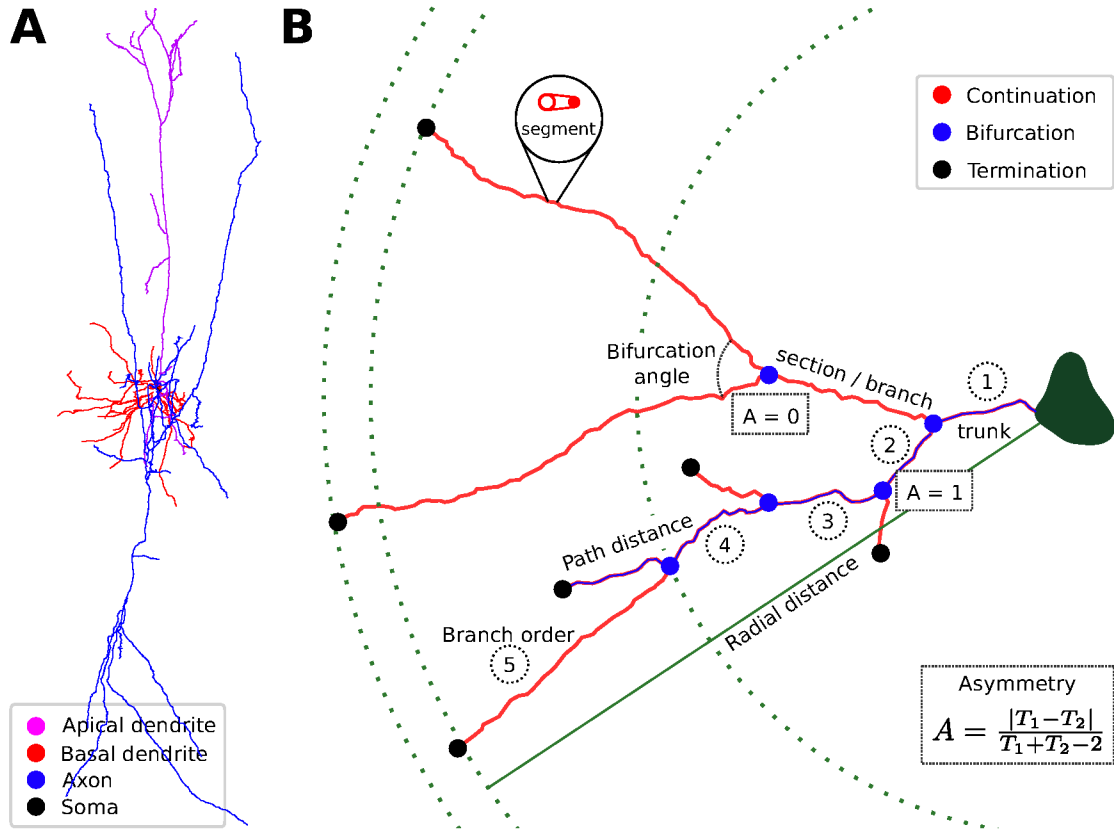 A
Apical dendrite
Basal dendrite
Axon
Soma
B
segment
Continuation
Bifurcation
Termination
Bifurcation
angle
section / branch
1
trunk
A = 0
2
A = 1
3
Path distance
4
Radial distance
Branch order
5
Asymmetry
A = |T₁−T₂| / T₁+T₂−2